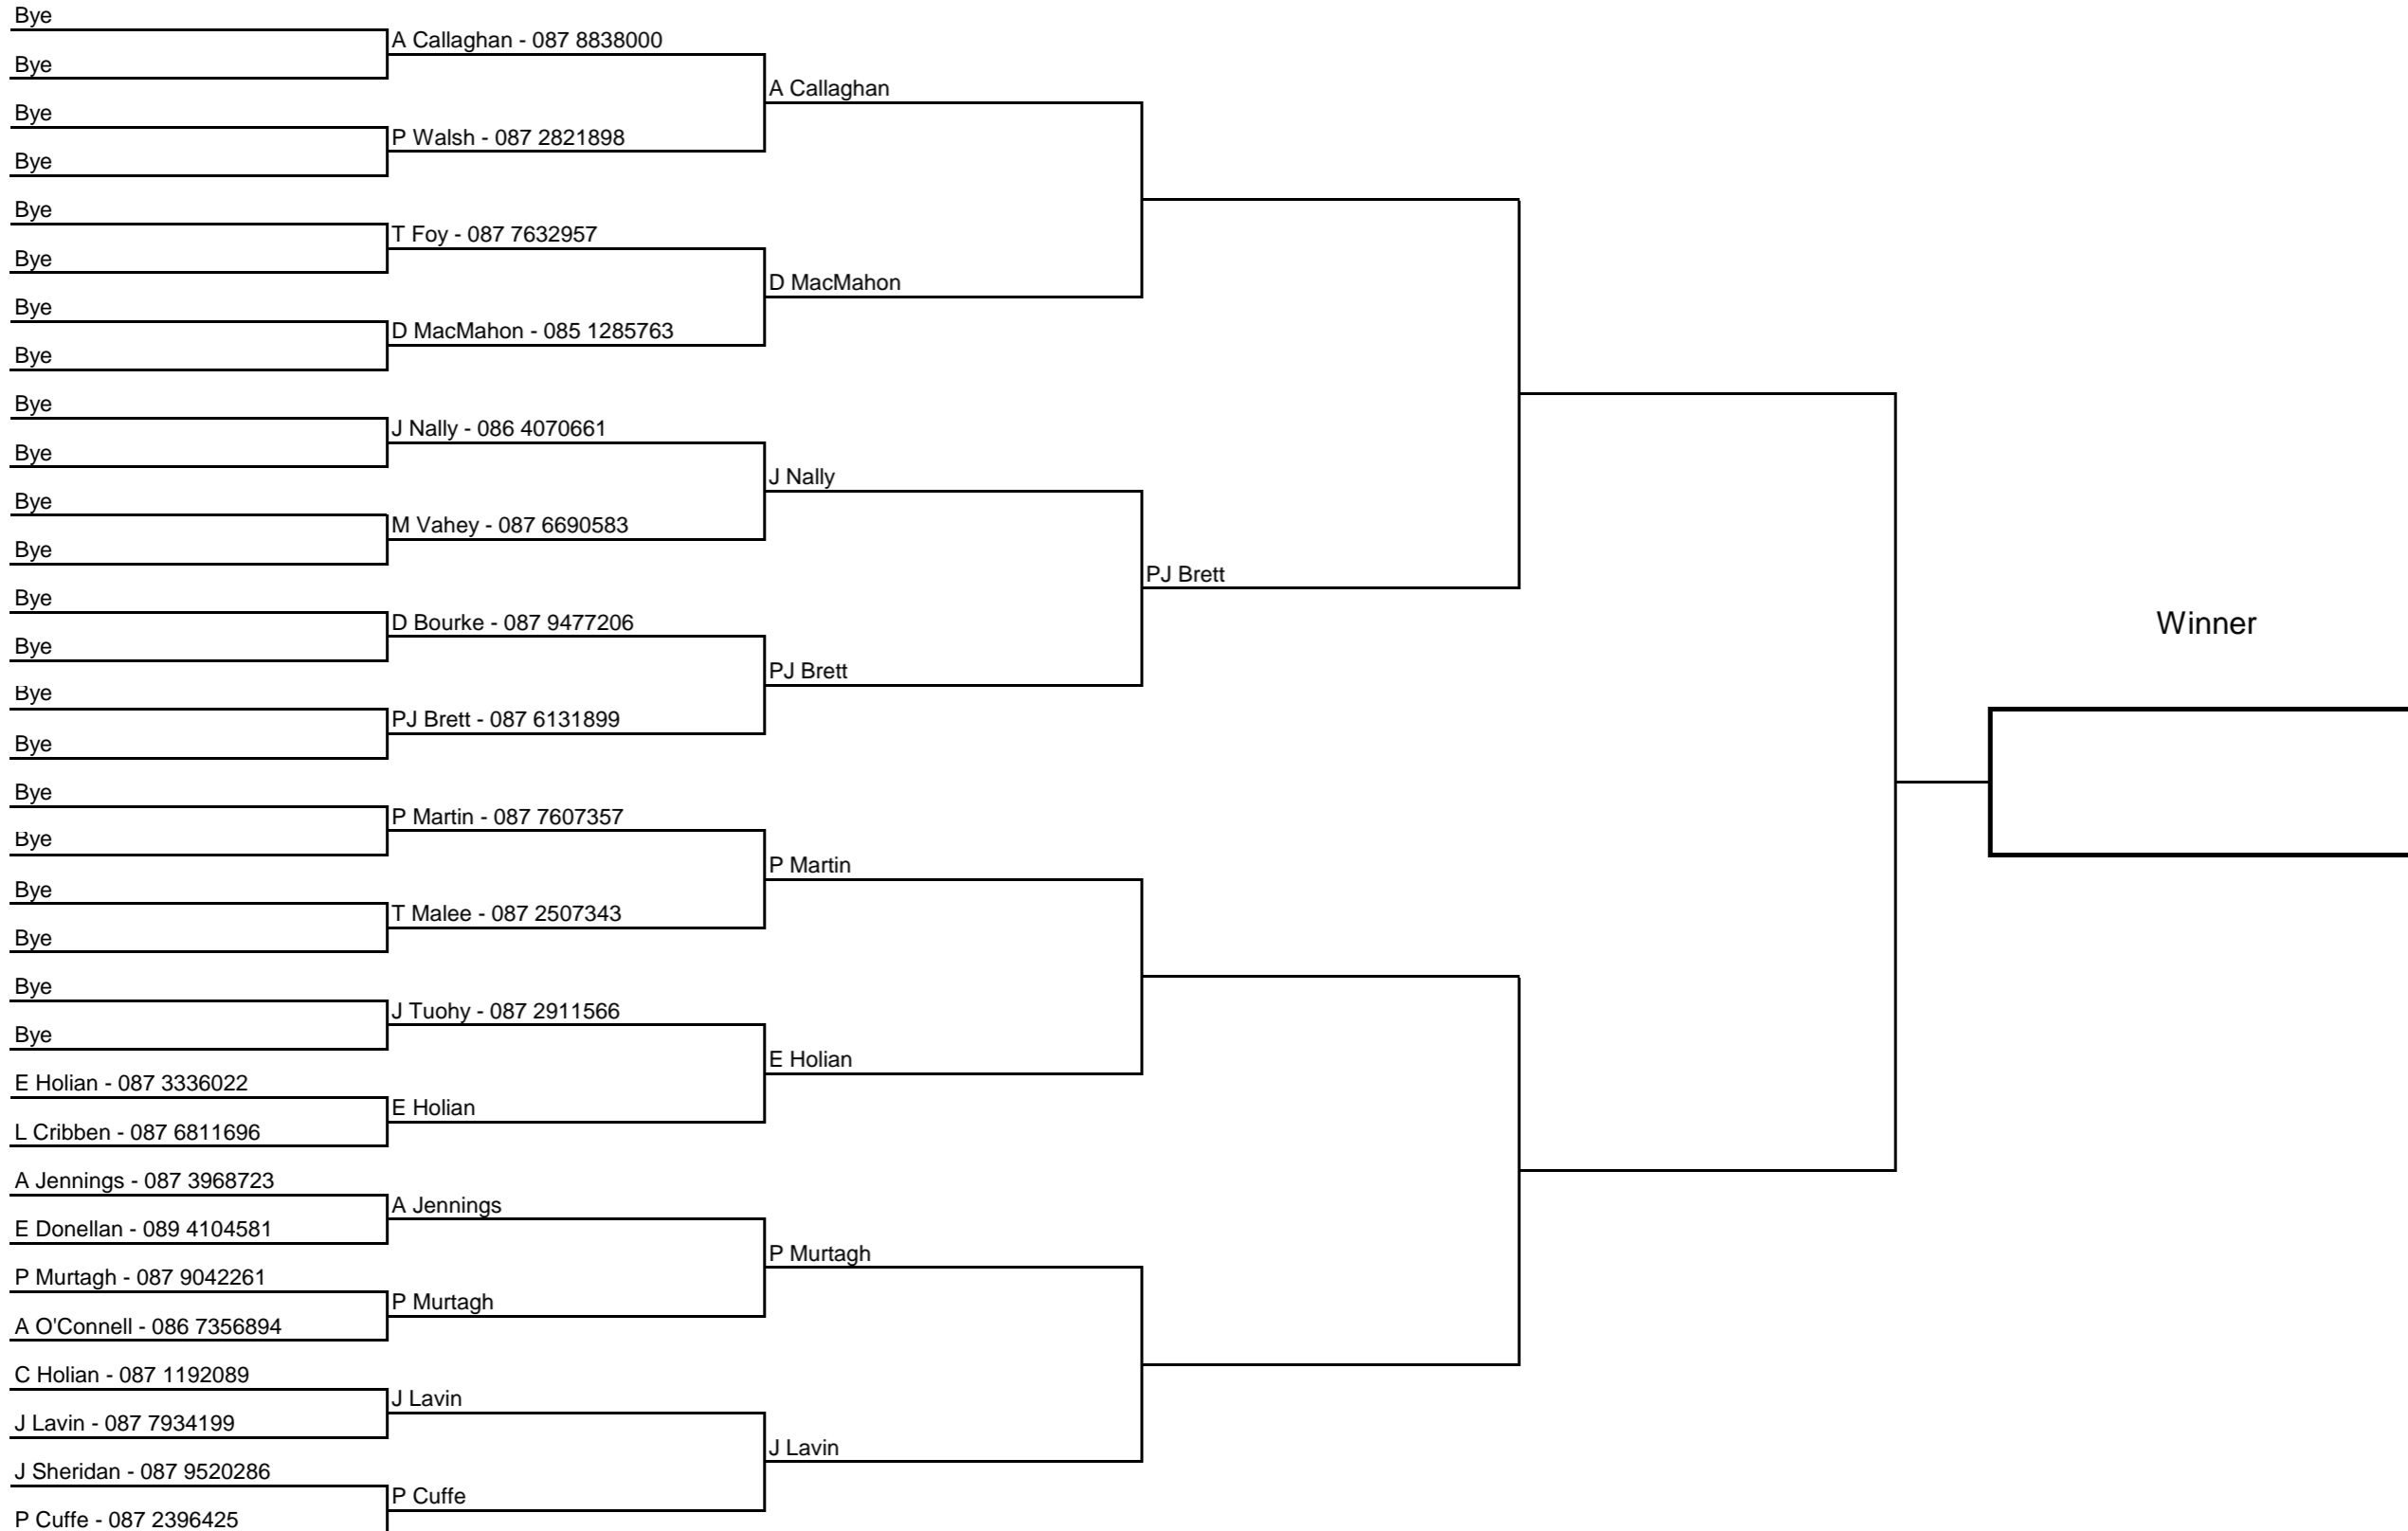 Bye
A Callaghan - 087 8838000
Bye
A Callaghan
Bye
P Walsh - 087 2821898
Bye
Bye
T Foy - 087 7632957
Bye
D MacMahon
Bye
D MacMahon - 085 1285763
Bye
Bye
J Nally - 086 4070661
Bye
J Nally
Bye
M Vahey - 087 6690583
Bye
PJ Brett
Bye
D Bourke - 087 9477206
Winner
Bye
PJ Brett
Bye
PJ Brett - 087 6131899
Bye
Bye
P Martin - 087 7607357
Bye
P Martin
Bye
T Malee - 087 2507343
Bye
Bye
J Tuohy - 087 2911566
Bye
E Holian
E Holian - 087 3336022
E Holian
L Cribben - 087 6811696
A Jennings - 087 3968723
A Jennings
E Donellan - 089 4104581
P Murtagh
P Murtagh - 087 9042261
P Murtagh
A O'Connell - 086 7356894
C Holian - 087 1192089
J Lavin
J Lavin - 087 7934199
J Lavin
J Sheridan - 087 9520286
P Cuffe
P Cuffe - 087 2396425